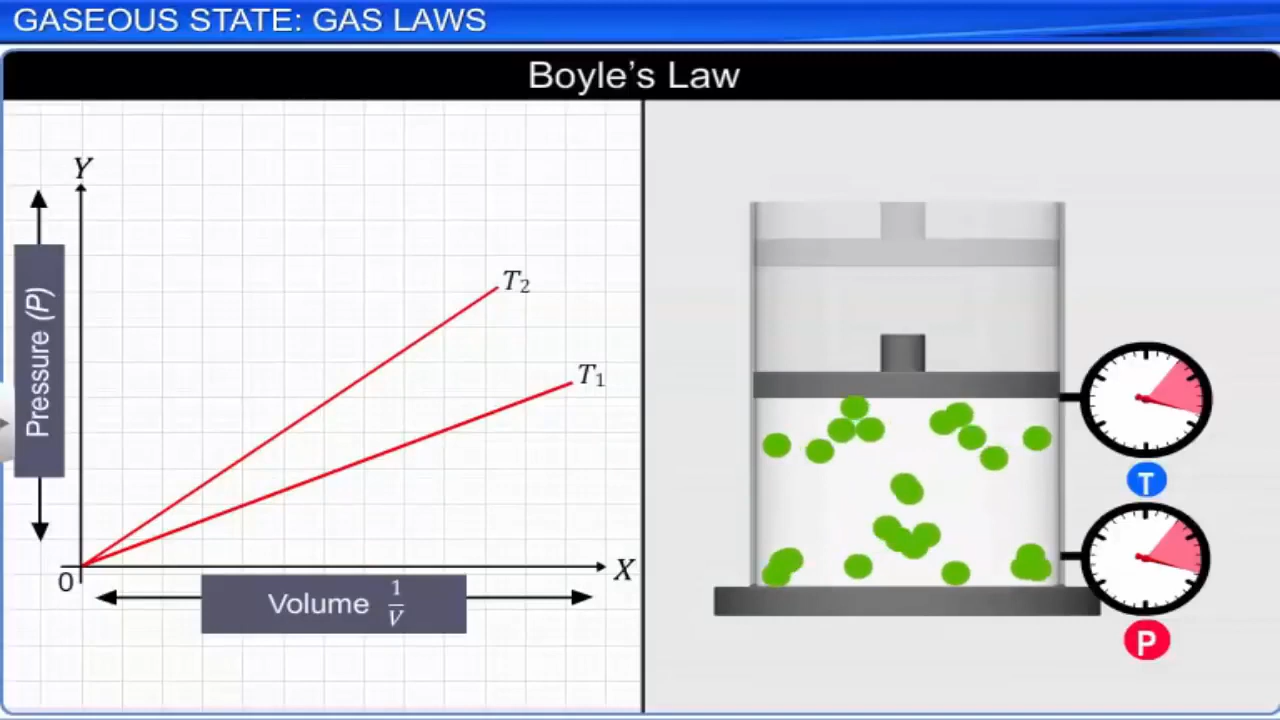 GASEOUS STATE: GAS LAWS
Boyle's Law
Y
Pressure (P)
T₂
T₁
0
X
Volume 1/V
T
P